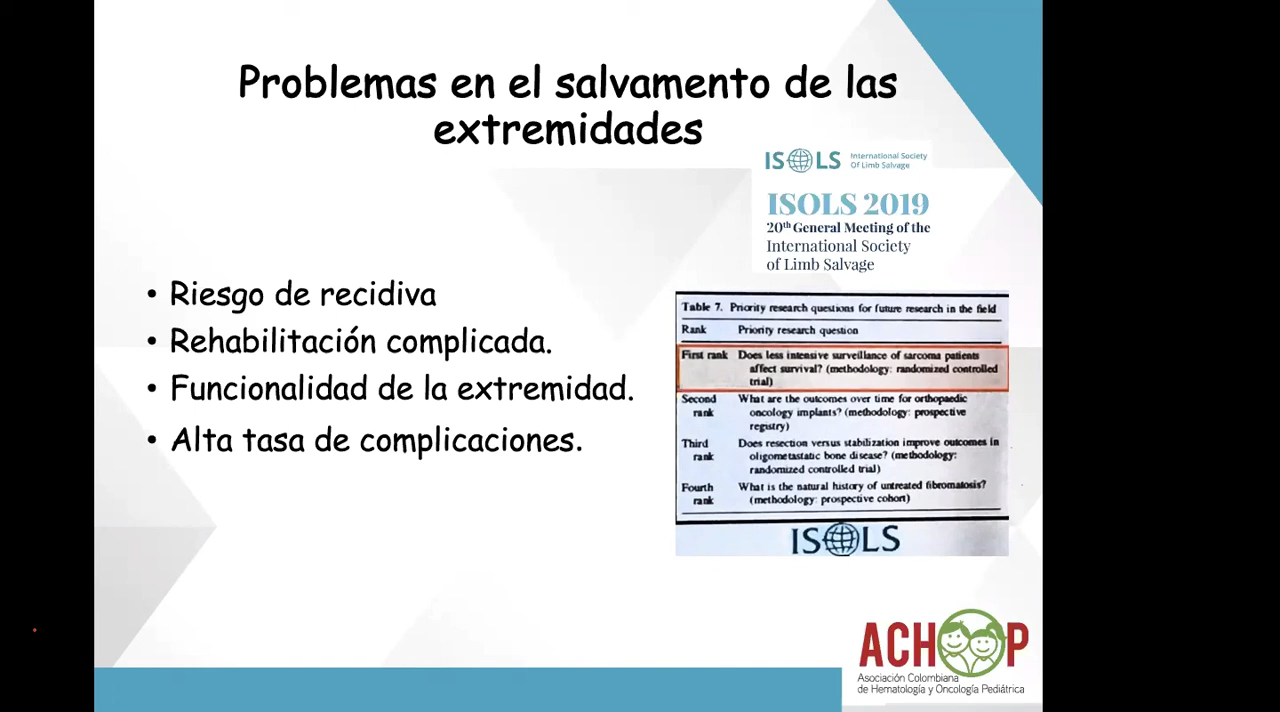 Problemas en el salvamento de las
extremidades
ISOLS International Society
Of Limb Salvage
ISOLS 2019
20th General Meeting of the
International Society
of Limb Salvage
• Riesgo de recidiva
• Rehabilitación complicada.
• Funcionalidad de la extremidad.
• Alta tasa de complicaciones.
Table 7. Priority research questions for future research in the field
Rank Priority research question
First rank Does less intensive surveillance of sarcoma patients
affect survival? (methodology: randomized controlled
trial)
Second What are the outcomes over time for orthopaedic
rank oncology implants? (methodology: prospective
registry)
Third Does resection versus stabilization improve outcomes in
rank oligometastatic bone disease? (methodology:
randomized controlled trial)
Fourth What is the natural history of untreated fibromatosis?
rank (methodology: prospective cohort)
ISOLS
ACHOP
Asociación Colombiana
de Hematología y Oncología Pediátrica